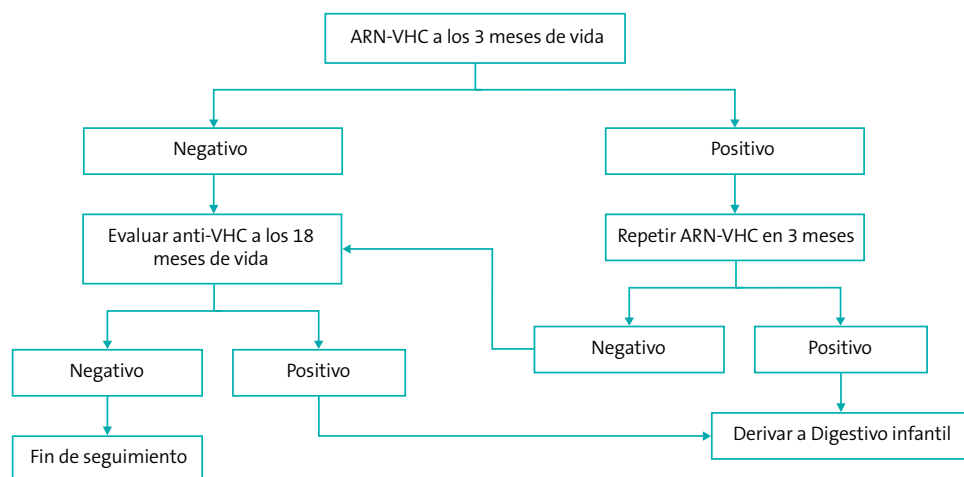 ARN-VHC a los 3 meses de vida
Negativo
Positivo
Evaluar anti-VHC a los 18
meses de vida
Repetir ARN-VHC en 3 meses
Negativo
Positivo
Negativo
Positivo
Fin de seguimiento
Derivar a Digestivo infantil